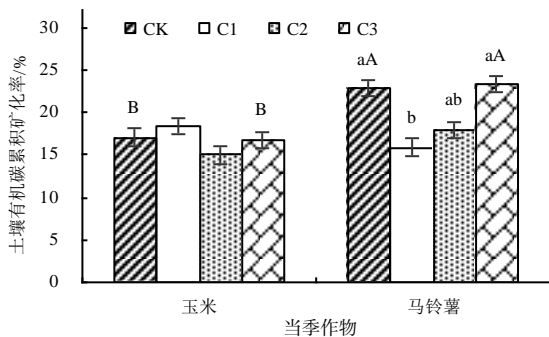 30
CK C1 C2 C3
aA aA
25
20
B B
b ab
15
10
5
0
土壤有机碳累积矿化率/%
玉米 马铃薯
当季作物